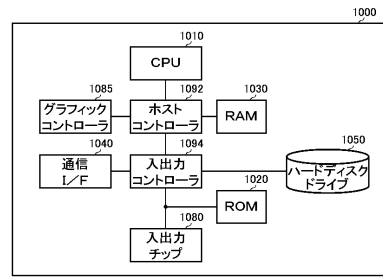 1000
1010
CPU
1085
グラフィック
コントローラ
1092
ホスト
コントローラ
1030
RAM
1040
通信
I/F
1094
入出力
コントローラ
1050
ハードディスク
ドライブ
1020
ROM
1080
入出力
チップ